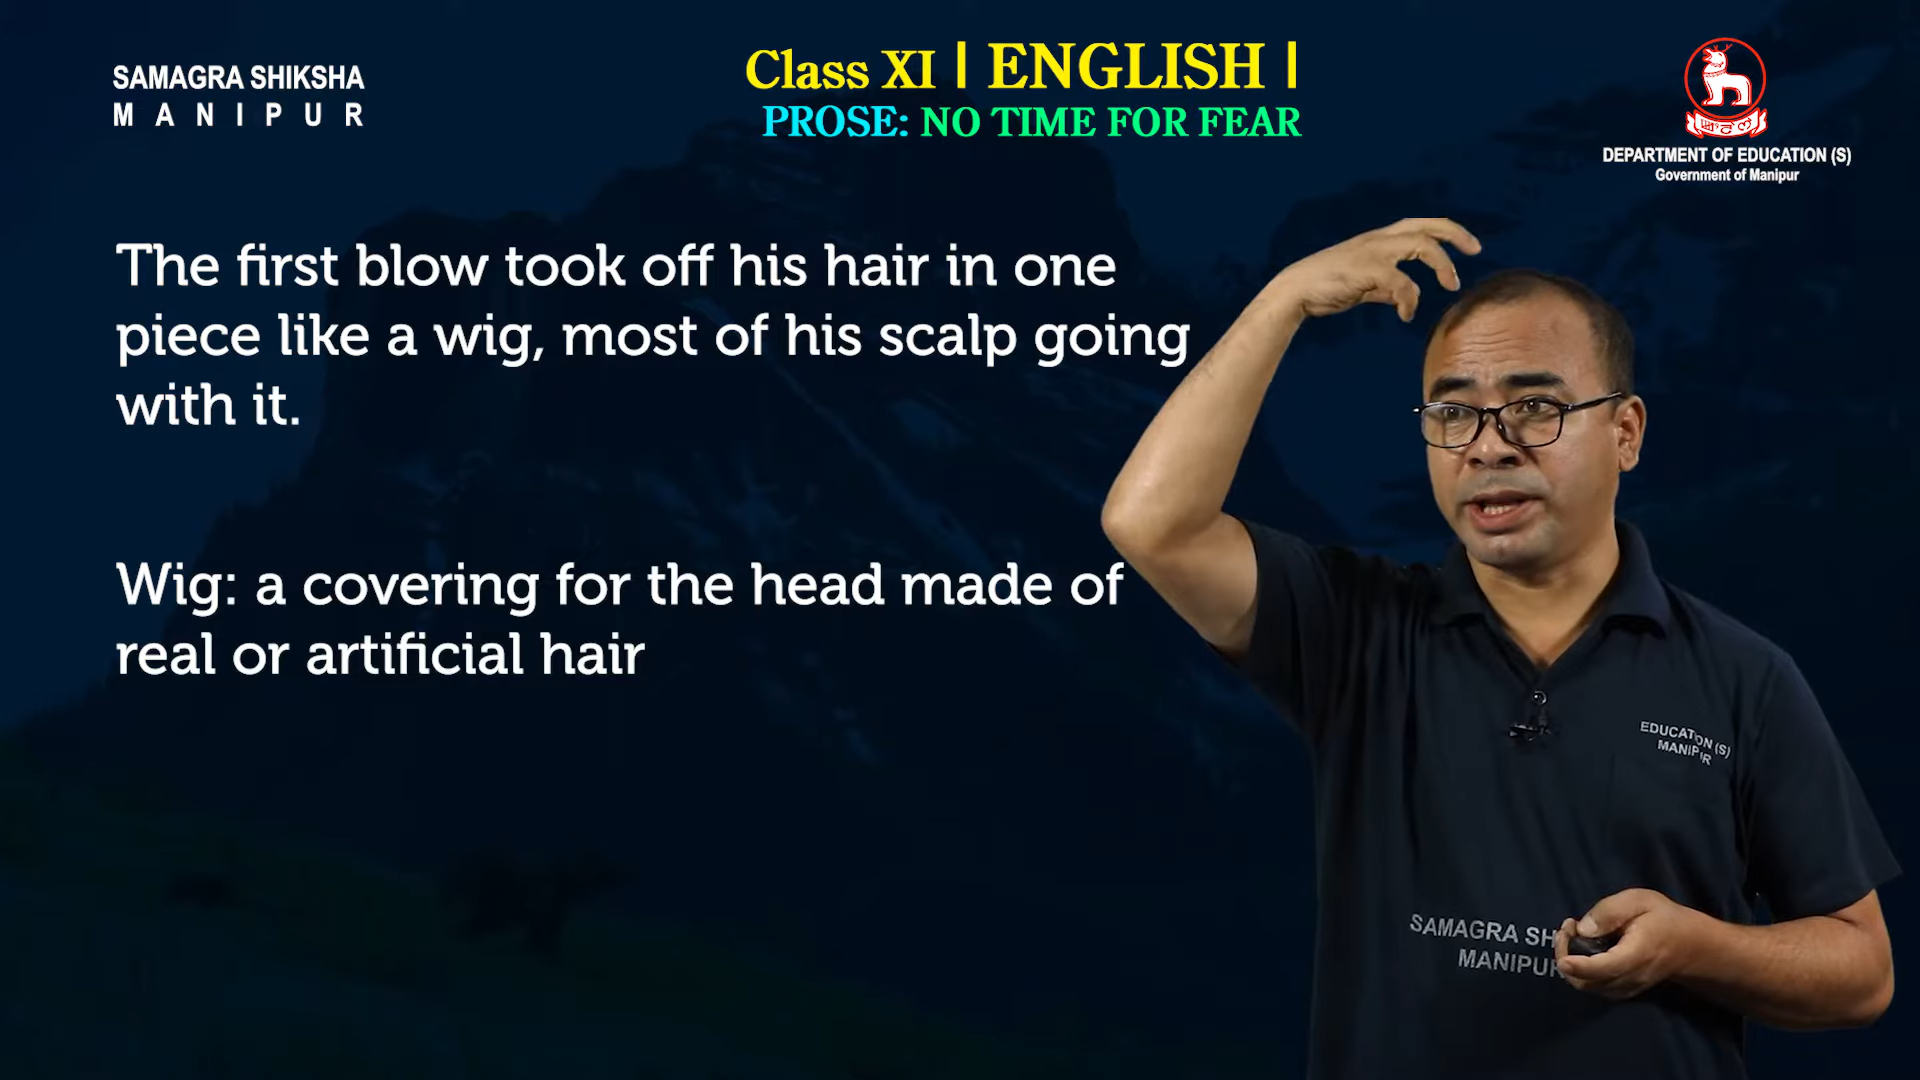 SAMAGRA SHIKSHA
MANIPUR
Class XI | ENGLISH |
PROSE: NO TIME FOR FEAR
DEPARTMENT OF EDUCATION (S)
Government of Manipur
The first blow took off his hair in one
piece like a wig, most of his scalp going
with it.
Wig: a covering for the head made of
real or artificial hair
EDUCATION (S)
MANIPUR
SAMAGRA SH
MANIPUR